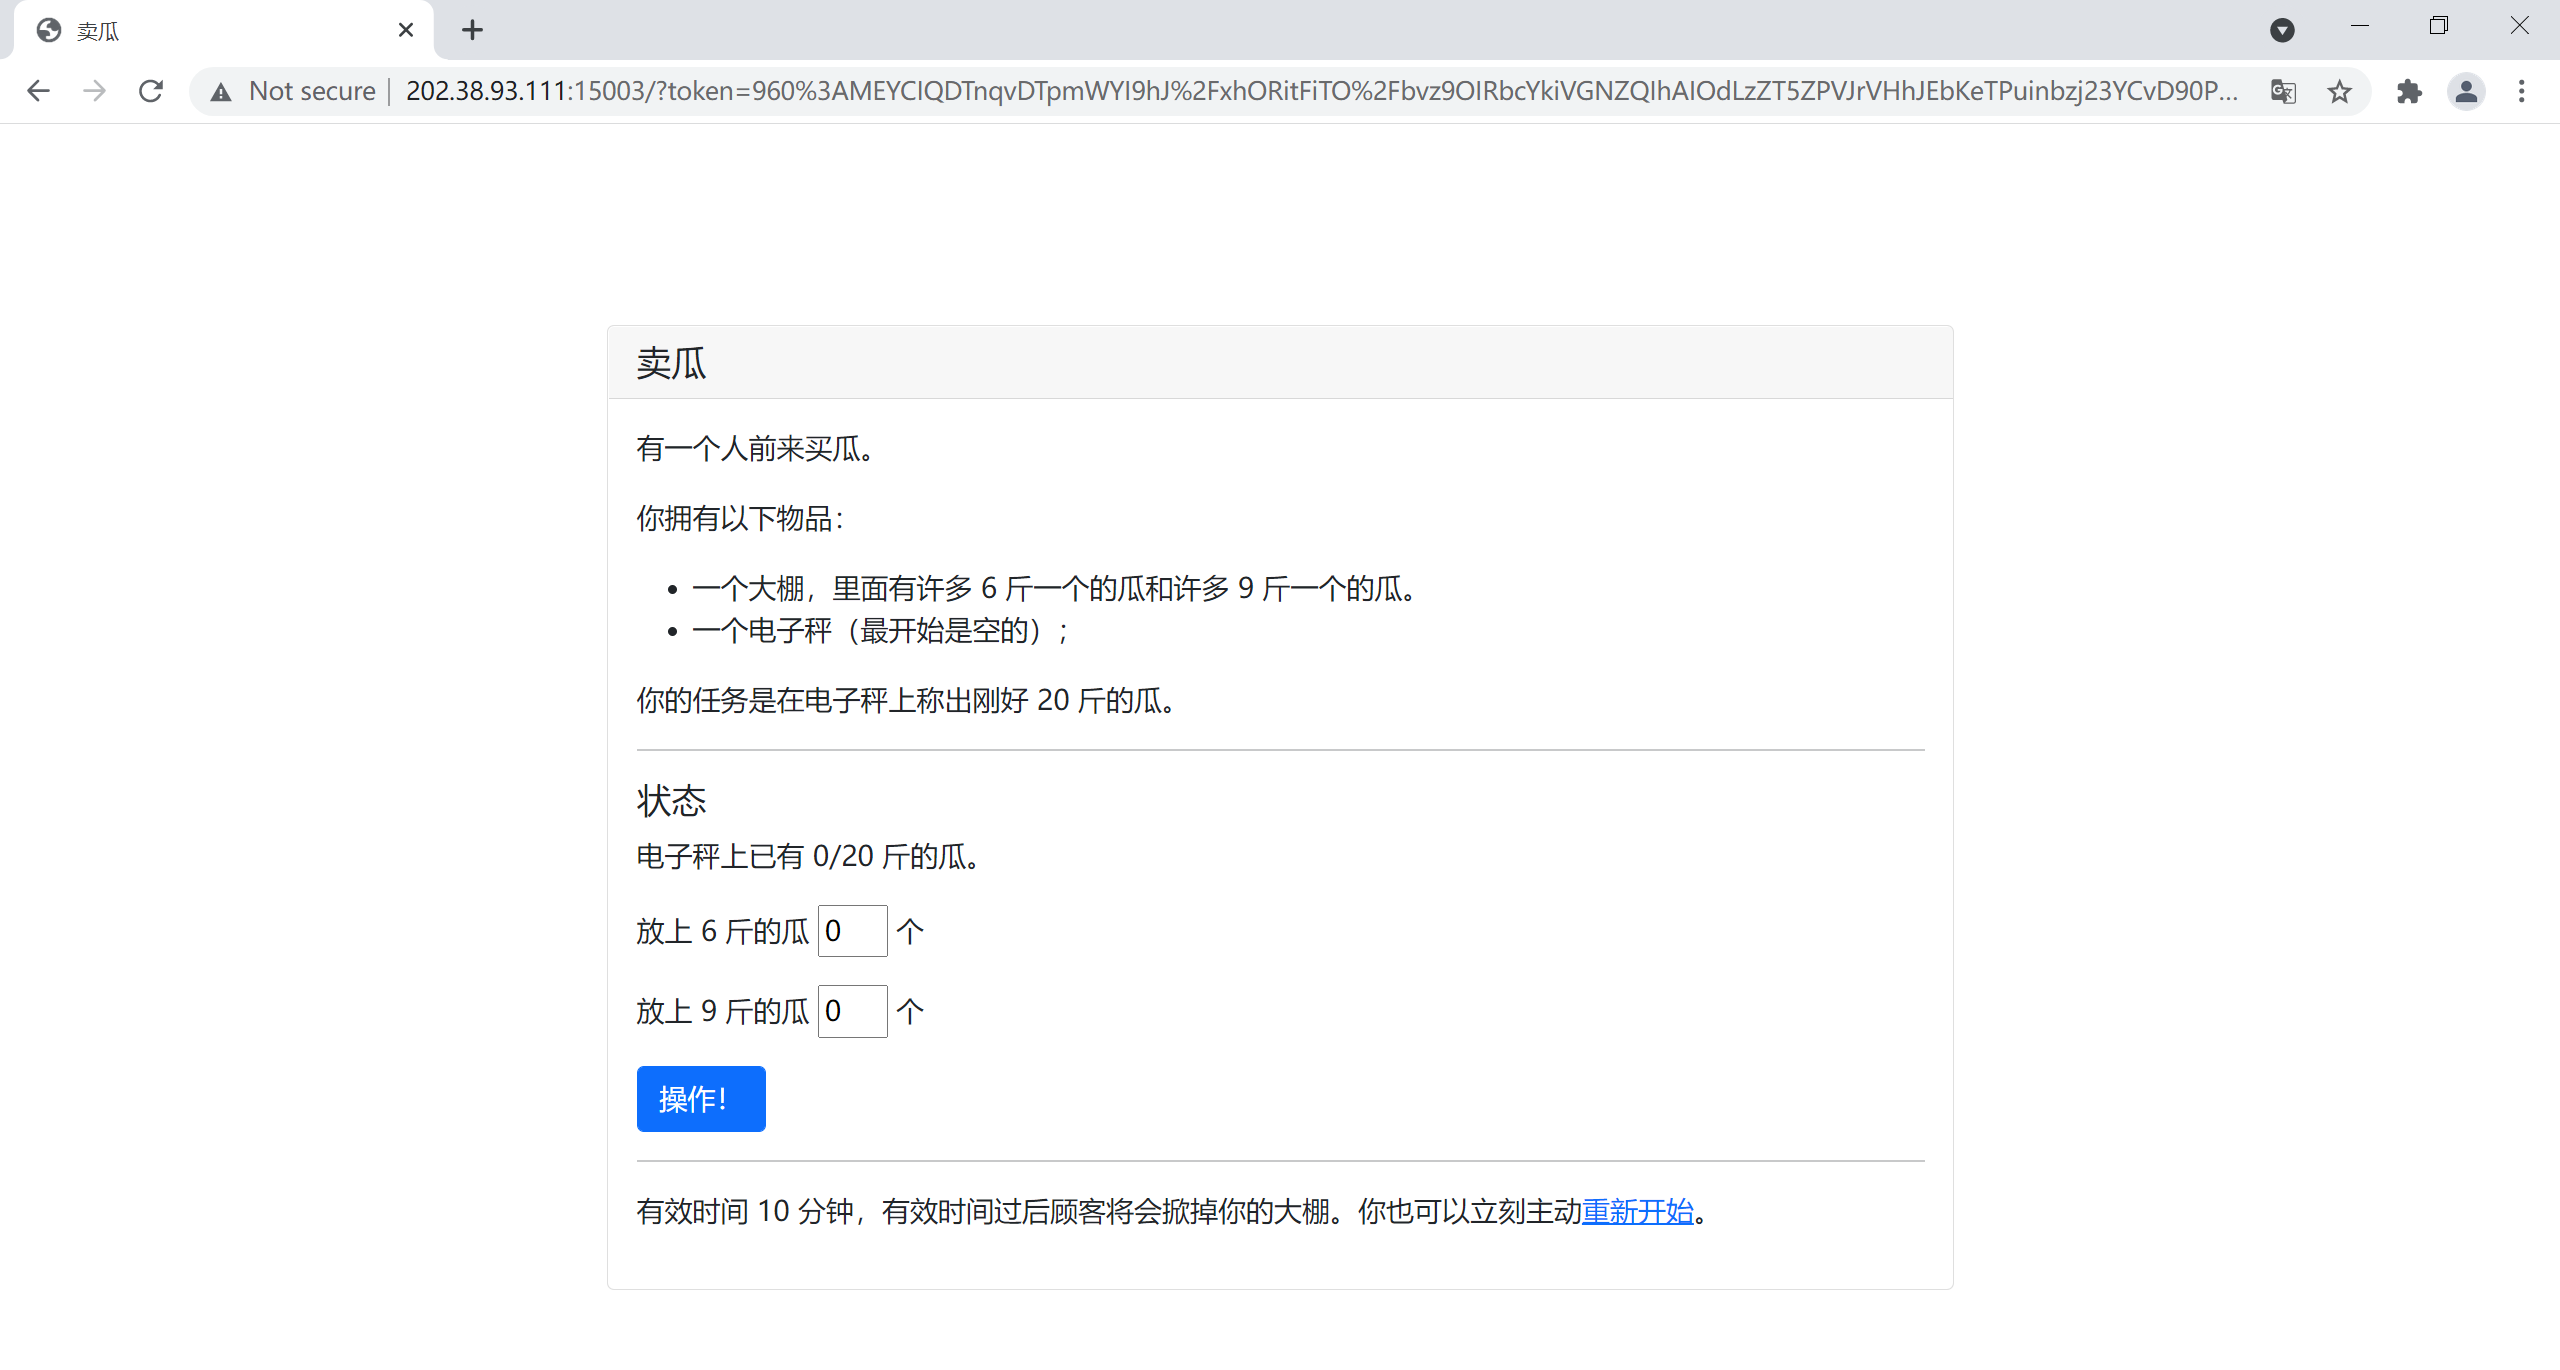 卖瓜
Not secure
202.38.93.111:15003/?token=960%3AMEYCIQDTnqvDTpmWYI9hJ%2FxhORitFiTO%2Fbvz9OIRbcYkiVGNZQIhAIOdLzZT5ZPVJrVHhJEbKeTPuinbzj23YCvD90P...
卖瓜
有一个人前来买瓜。
你拥有以下物品：
• 一个大棚，里面有许多 6 斤一个的瓜和许多 9 斤一个的瓜。
• 一个电子秤（最开始是空的）；
你的任务是在电子秤上称出刚好 20 斤的瓜。
状态
电子秤上已有 0/20 斤的瓜。
放上 6 斤的瓜 0 个
放上 9 斤的瓜 0 个
操作！
有效时间 10 分钟，有效时间过后顾客将会掀掉你的大棚。你也可以立刻主动重新开始。